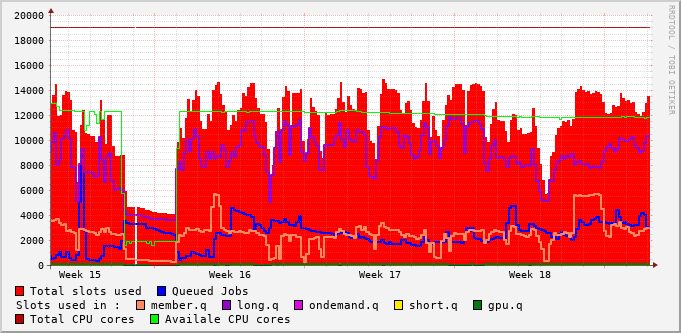 20000
18000
16000
14000
12000
10000
8000
6000
4000
2000
0
Week 15 Week 16 Week 17 Week 18
Total slots used Queued Jobs
Slots used in : member.q long.q ondemand.q short.q gpu.q
Total CPU cores Availale CPU cores
RRDTOOL / TOBI OETIKER